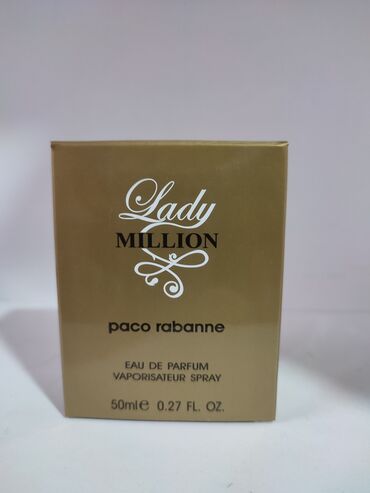 Lady
MILLION
paco rabanne
EAU DE PARFUM
VAPORISATEUR SPRAY
50ml℮ 0.27 FL. OZ.